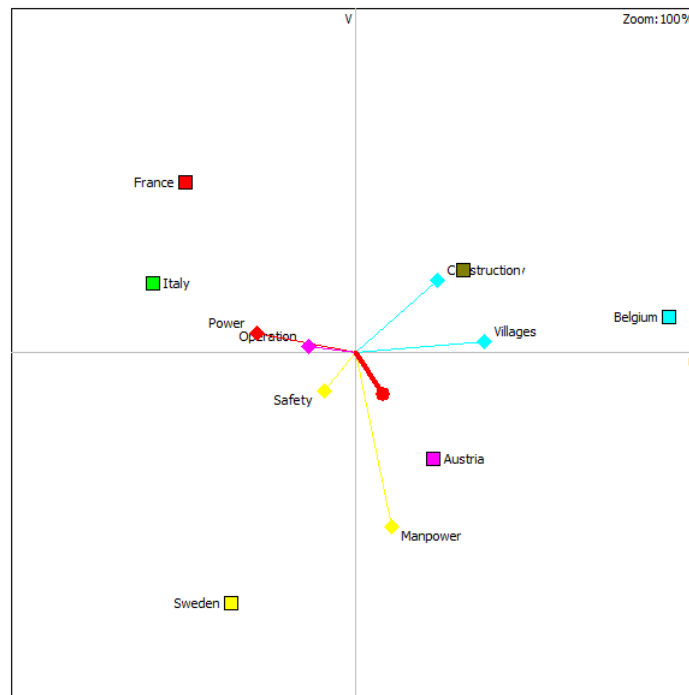 V
Zoom:100%
France
Italy
Construction
Power
Belgium
Operation
Villages
Safety
Austria
Manpower
Sweden